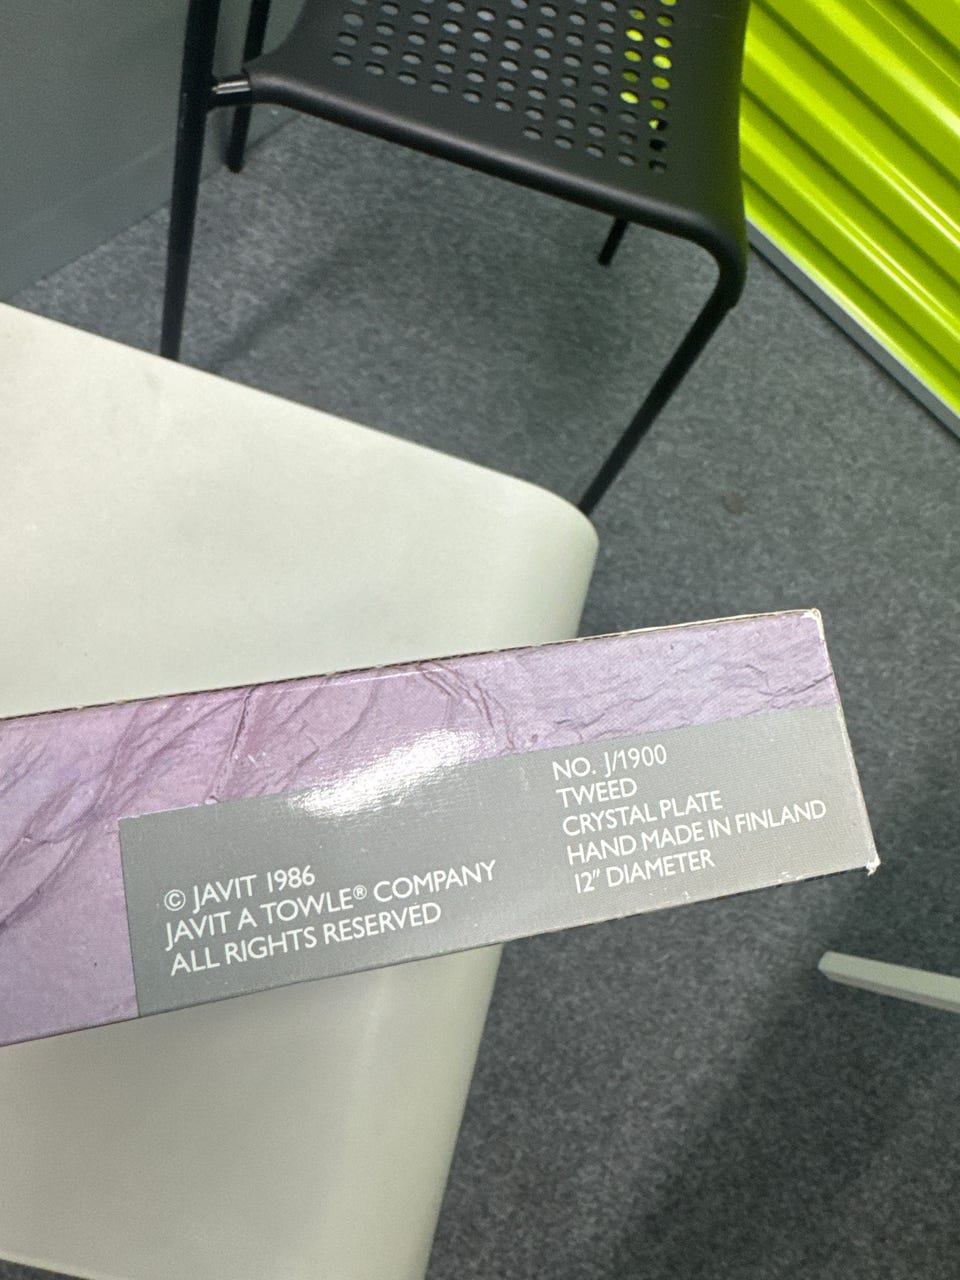 © JAVIT 1986
JAVIT A TOWLE® COMPANY
ALL RIGHTS RESERVED
NO. J/1900
TWEED
CRYSTAL PLATE
HAND MADE IN FINLAND
12" DIAMETER